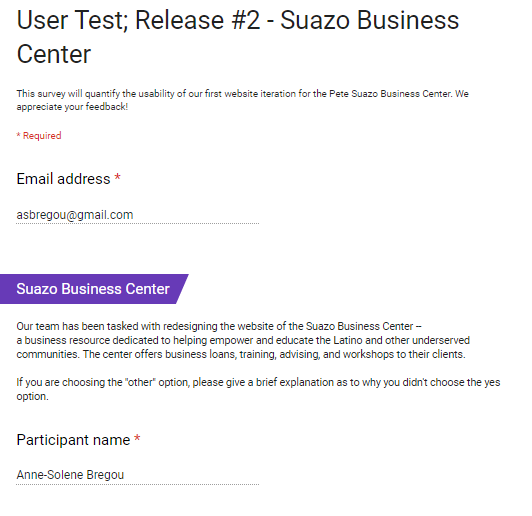 User Test; Release #2 - Suazo Business
Center
This survey will quantify the usability of our first website iteration for the Pete Suazo Business Center. We
appreciate your feedback!
* Required
Email address *
asbregou@gmail.com
Suazo Business Center
Our team has been tasked with redesigning the website of the Suazo Business Center --
a business resource dedicated to helping empower and educate the Latino and other underserved
communities. The center offers business loans, training, advising, and workshops to their clients.
If you are choosing the "other" option, please give a brief explanation as to why you didn't choose the yes
option.
Participant name *
Anne-Solene Bregou